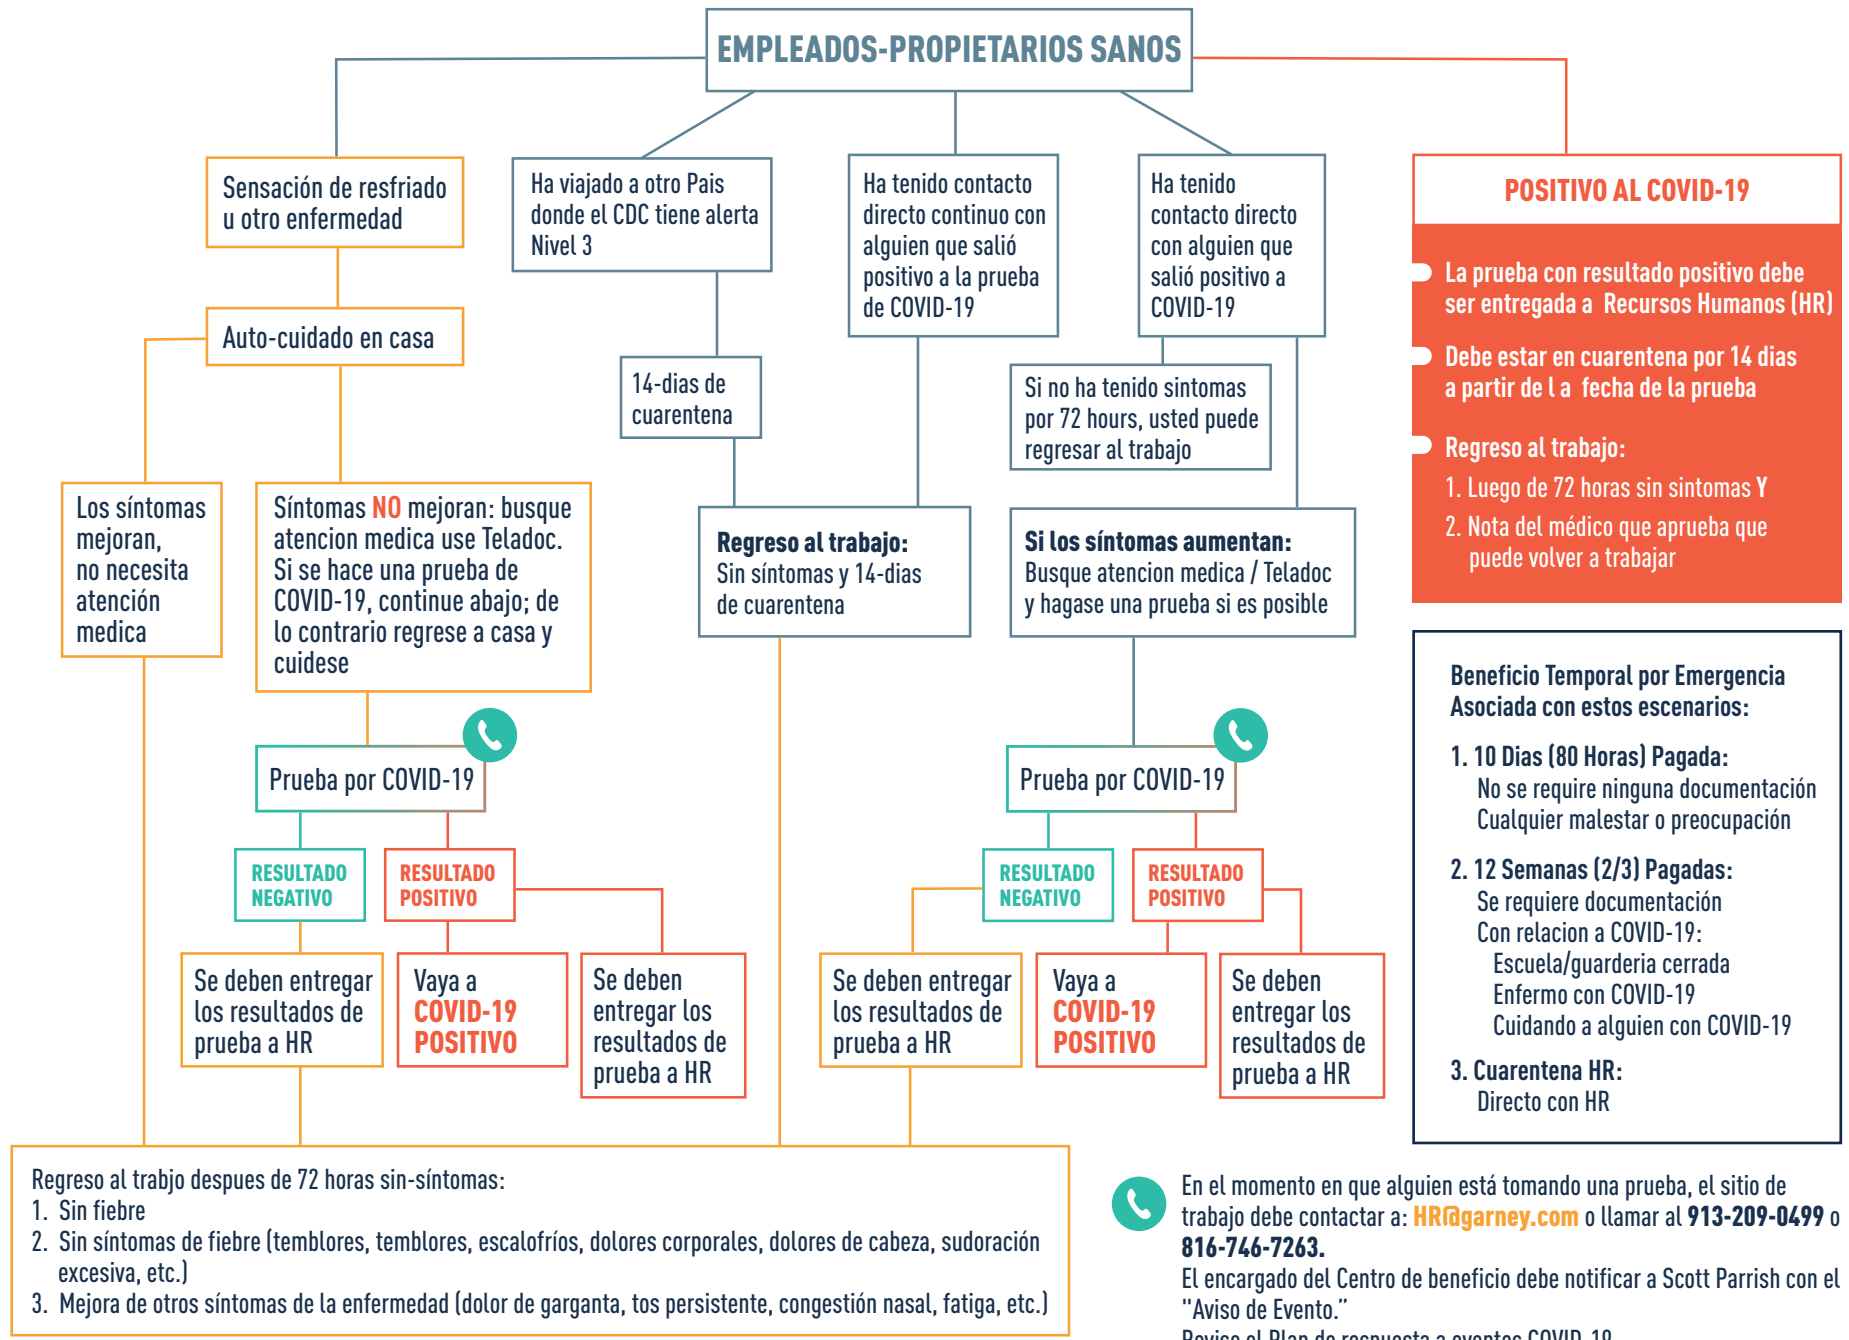 EMPLEADOS-PROPIETARIOS SANOS
Sensación de resfriado
u otro enfermedad
Auto-cuidado en casa
Los síntomas
mejoran,
no necesita
atención
medica
Síntomas NO mejoran: busque
atencion medica use Teladoc.
Si se hace una prueba de
COVID-19, continue abajo; de
lo contrario regrese a casa y
cuidese
Prueba por COVID-19
RESULTADO
NEGATIVO
RESULTADO
POSITIVO
Se deben entregar
los resultados de
prueba a HR
Vaya a
COVID-19
POSITIVO
Se deben
entregar los
resultados de
prueba a HR
Ha viajado a otro Pais
donde el CDC tiene alerta
Nivel 3
14-dias de
cuarentena
Ha tenido contacto
directo continuo con
alguien que salió
positivo a la prueba
de COVID-19
Regreso al trabajo:
Sin síntomas y 14-dias
de cuarentena
Ha tenido
contacto directo
con alguien que
salió positivo a
COVID-19
Si no ha tenido sintomas
por 72 hours, usted puede
regresar al trabajo
Si los síntomas aumentan:
Busque atencion medica / Teladoc
y hagase una prueba si es posible
Prueba por COVID-19
RESULTADO
NEGATIVO
RESULTADO
POSITIVO
Se deben entregar
los resultados de
prueba a HR
Vaya a
COVID-19
POSITIVO
Se deben
entregar los
resultados de
prueba a HR
POSITIVO AL COVID-19
La prueba con resultado positivo debe
ser entregada a Recursos Humanos (HR)
Debe estar en cuarentena por 14 dias
a partir de l a fecha de la prueba
Regreso al trabajo:
1. Luego de 72 horas sin sintomas Y
2. Nota del médico que aprueba que
puede volver a trabajar
Beneficio Temporal por Emergencia
Asociada con estos escenarios:
1. 10 Dias (80 Horas) Pagada:
No se require ninguna documentación
Cualquier malestar o preocupación
2. 12 Semanas (2/3) Pagadas:
Se requiere documentación
Con relacion a COVID-19:
Escuela/guarderia cerrada
Enfermo con COVID-19
Cuidando a alguien con COVID-19
3. Cuarentena HR:
Directo con HR
Regreso al trabjo despues de 72 horas sin-síntomas:
1. Sin fiebre
2. Sin síntomas de fiebre (temblores, temblores, escalofríos, dolores corporales, dolores de cabeza, sudoración
excesiva, etc.)
3. Mejora de otros síntomas de la enfermedad (dolor de garganta, tos persistente, congestión nasal, fatiga, etc.)
En el momento en que alguien está tomando una prueba, el sitio de
trabajo debe contactar a: HR@garney.com o llamar al 913-209-0499 o
816-746-7263.
El encargado del Centro de beneficio debe notificar a Scott Parrish con el
"Aviso de Evento."
Revise el Plan de respuesta a eventos COVID-19